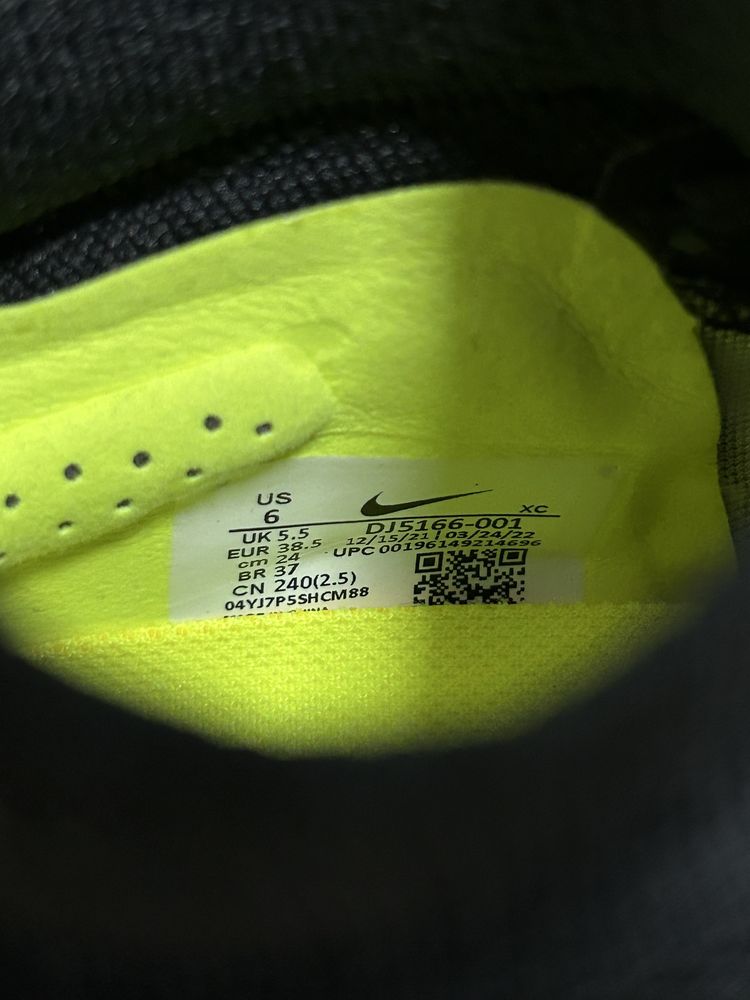 US
6
XC
UK 5.5
DJ5166-001
EUR 38.5
12/15/21 | 03/24/22
cm 24
UPC 00196149214696
BR 37
CN 240(2.5)
04YJ7P5SHCM88